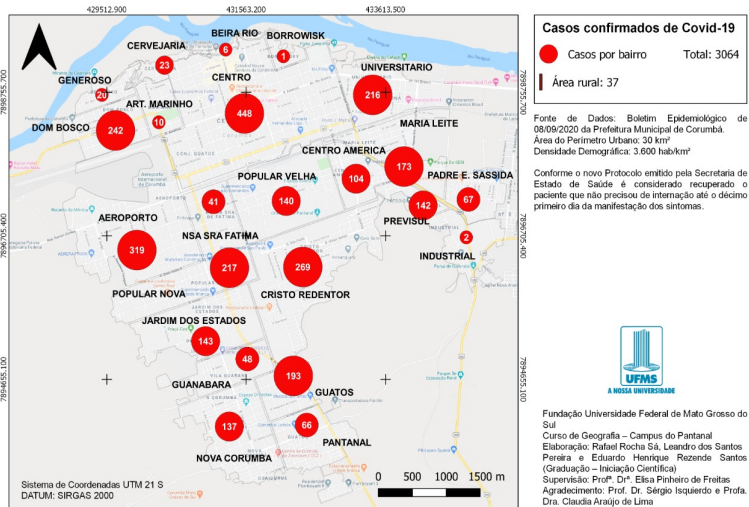 429512.900
431563.200
433613.500
7898755.700
7896705.400
7894655.100
7898755.700
7896705.400
7894655.100
BEIRA RIO
6
BORROWISK
1
CERVEJARIA
23
GENEROSO
20
CENTRO
448
UNIVERSITARIO
216
ART. MARINHO
10
DOM BOSCO
242
MARIA LEITE
173
CENTRO AMERICA
104
POPULAR VELHA
140
PADRE E. SASSIDA
67
41
142
PREVISUL
AEROPORTO
319
NSA SRA FATIMA
217
269
2
INDUSTRIAL
POPULAR NOVA
CRISTO REDENTOR
JARDIM DOS ESTADOS
143
48
193
GUANABARA
GUATOS
137
66
PANTANAL
NOVA CORUMBA
Sistema de Coordenadas UTM 21 S
DATUM: SIRGAS 2000
0 500 1000 1500 m
Casos confirmados de Covid-19
Casos por bairro Total: 3064
Área rural: 37
Fonte de Dados: Boletim Epidemiológico de
08/09/2020 da Prefeitura Municipal de Corumbá.
Área do Perímetro Urbano: 30 km²
Densidade Demográfica: 3.600 hab/km²
Conforme o novo Protocolo emitido pela Secretaria de
Estado de Saúde é considerado recuperado o
paciente que não precisou de internação até o décimo
primeiro dia da manifestação dos sintomas.
UFMS
A NOSSA UNIVERSIDADE
Fundação Universidade Federal de Mato Grosso do
Sul
Curso de Geografia – Campus do Pantanal
Elaboração: Rafael Rocha Sá, Leandro dos Santos
Pereira e Eduardo Henrique Rezende Santos
(Graduação – Iniciação Científica)
Supervisão: Profª. Drª. Elisa Pinheiro de Freitas
Agradecimento: Prof. Dr. Sérgio Isquierdo e Profa.
Dra. Claudia Araújo de Lima